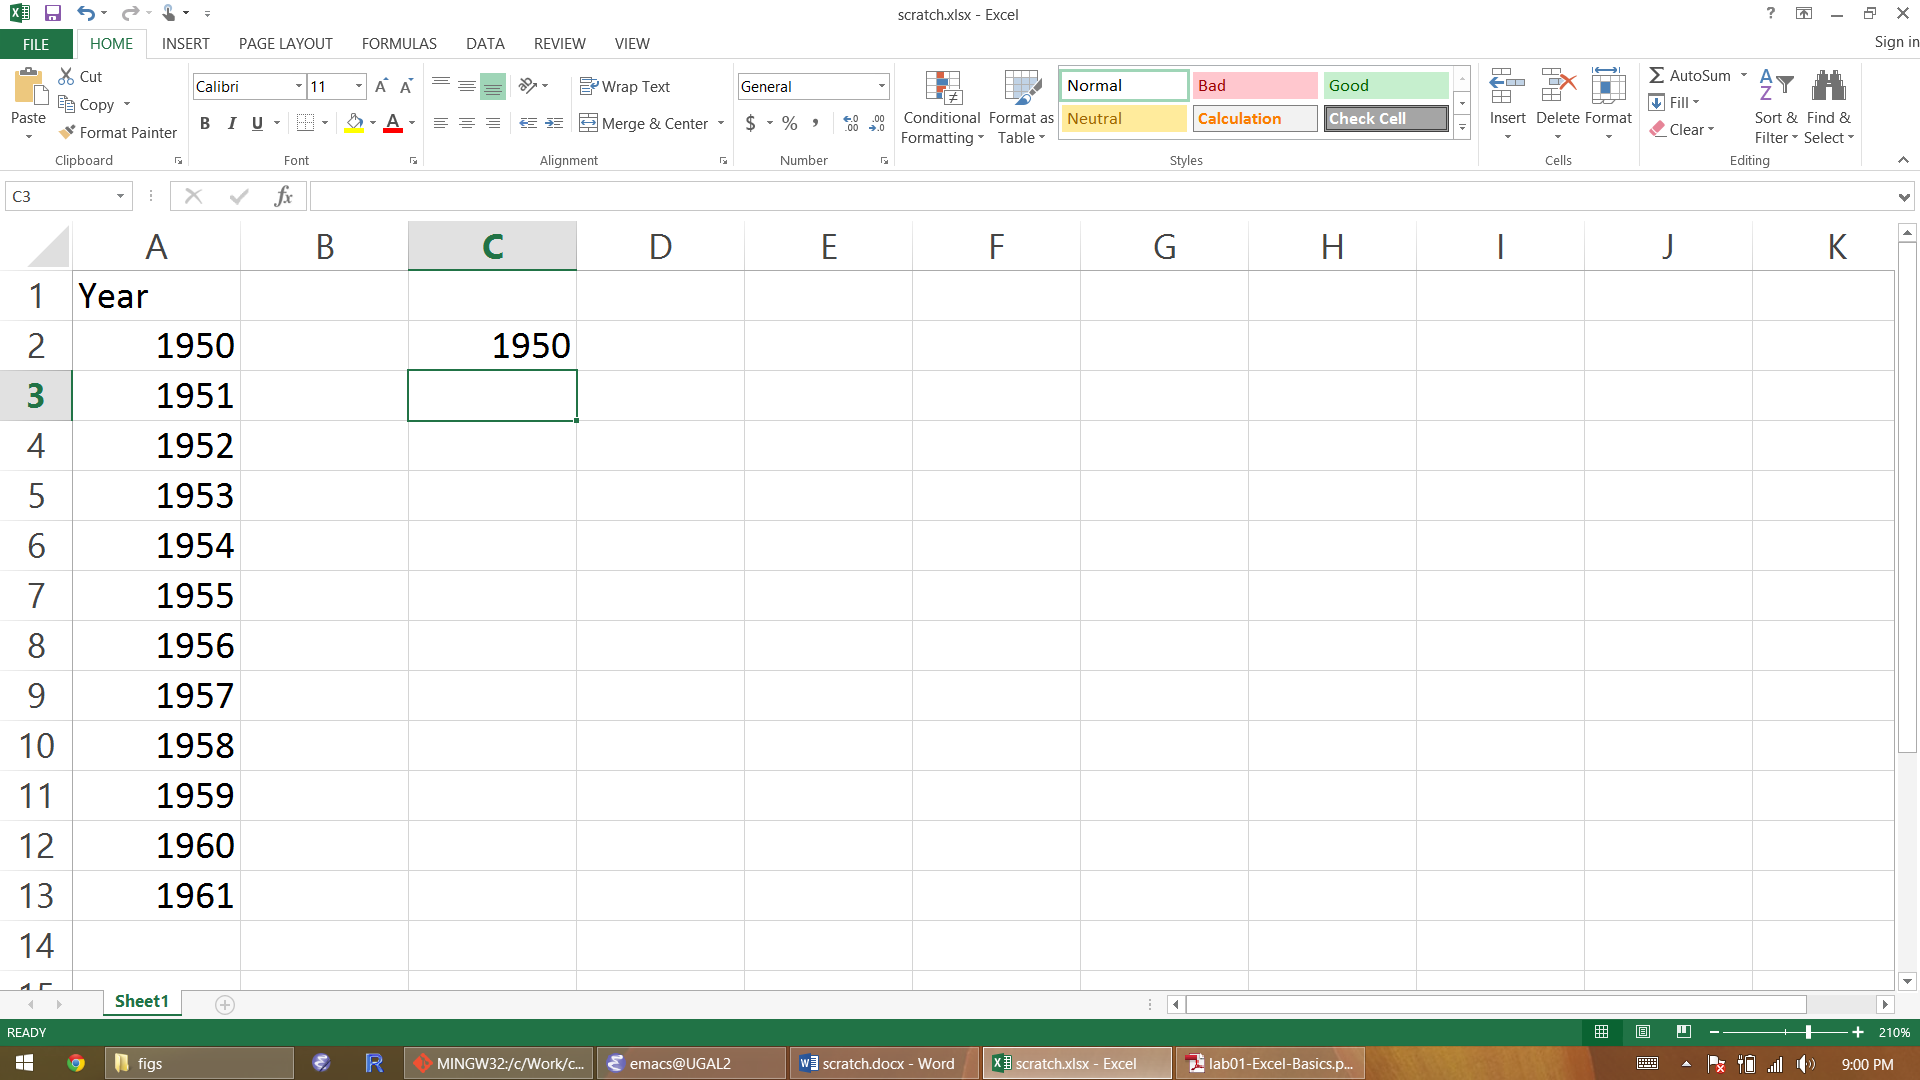 scratch.xlsx - Excel
?
FILE HOME INSERT PAGE LAYOUT FORMULAS DATA REVIEW VIEW
Sign in
Paste
Cut
Copy
Format Painter
Clipboard
Calibri 11
B I U
Font
Wrap Text
Merge & Center
Alignment
General
$ % ,
Number
Conditional Formatting
Format as Table
Normal Bad Good
Neutral Calculation Check Cell
Styles
Insert Delete Format
Cells
AutoSum
Fill
Clear
Sort & Filter
Find & Select
Editing
C3
fx
A B C D E F G H I J K
1 Year
2 1950 1950
3 1951
4 1952
5 1953
6 1954
7 1955
8 1956
9 1957
10 1958
11 1959
12 1960
13 1961
14
15
Sheet1
READY
210%
figs
MINGW32:/c/Work/c...
emacs@UGAL2
scratch.docx - Word
scratch.xlsx - Excel
lab01-Excel-Basics.p...
9:00 PM